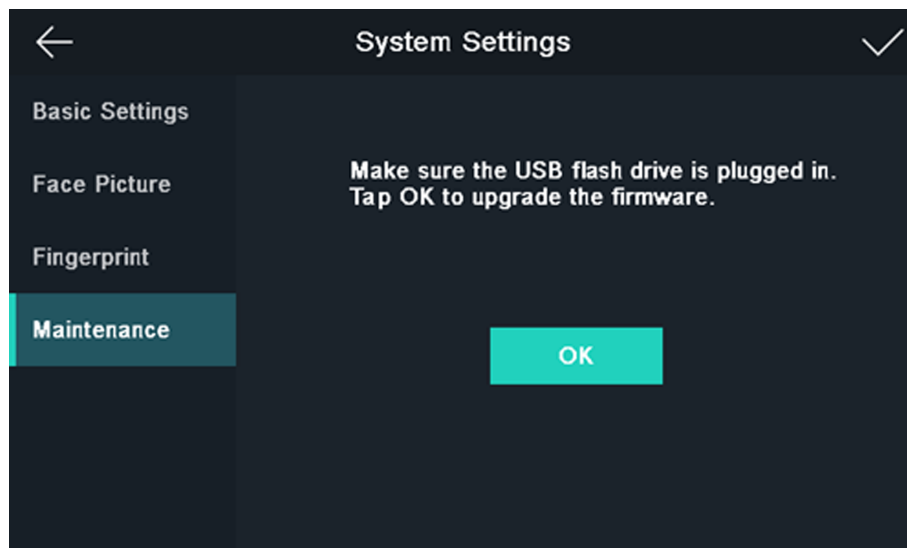 System Settings
Basic Settings
Face Picture
Fingerprint
Maintenance
Make sure the USB flash drive is plugged in.
Tap OK to upgrade the firmware.
OK